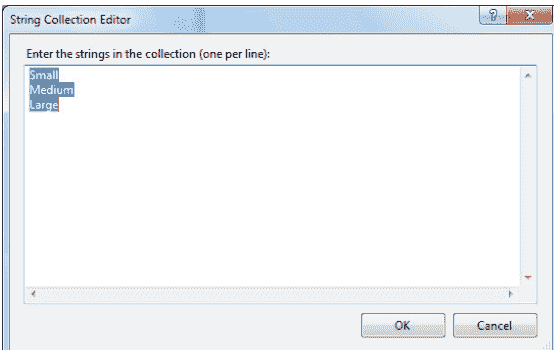 String Collection Editor
Enter the strings in the collection (one per line):
Small
Medium
Large
OK
Cancel